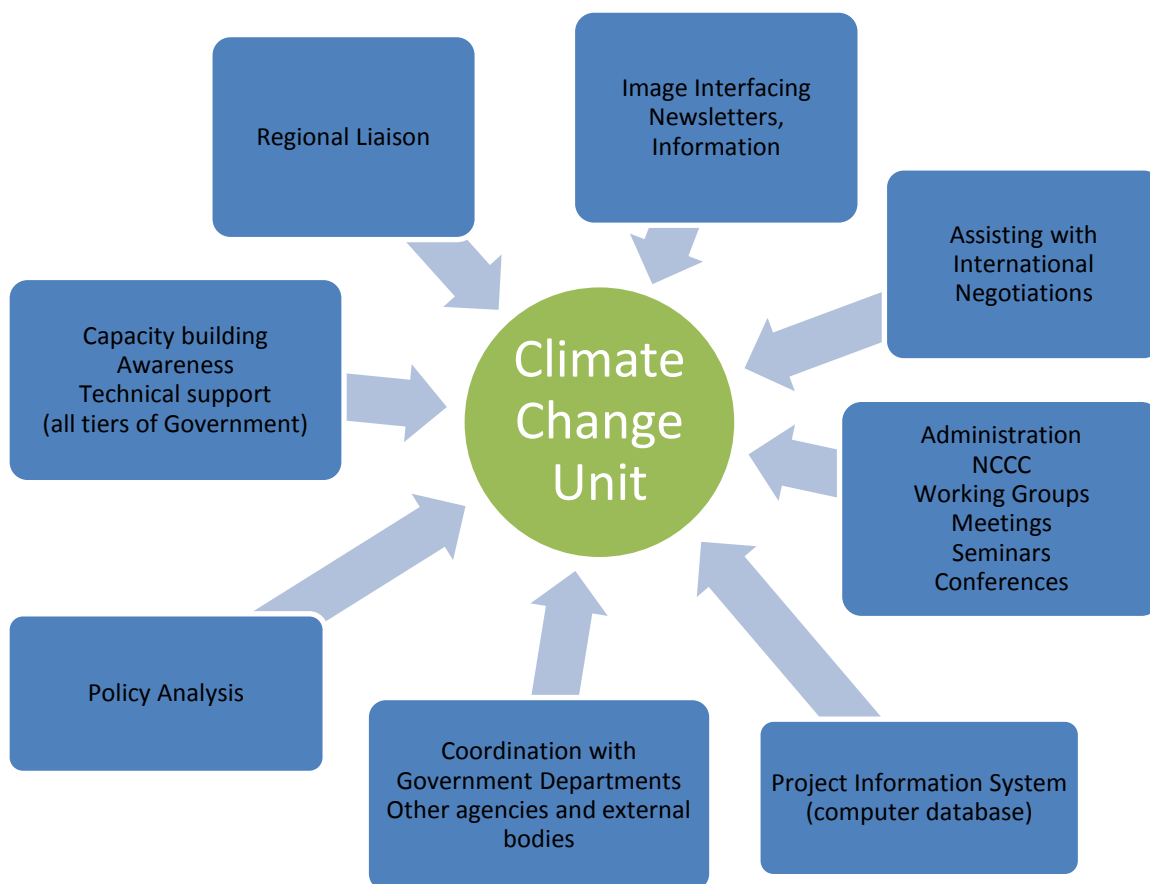 Regional Liaison
Image Interfacing
Newsletters,
Information
Assisting with
International
Negotiations
Capacity building
Awareness
Technical support
(all tiers of Government)
Climate
Change
Unit
Administration
NCCC
Working Groups
Meetings
Seminars
Conferences
Policy Analysis
Coordination with
Government Departments
Other agencies and external
bodies
Project Information System
(computer database)